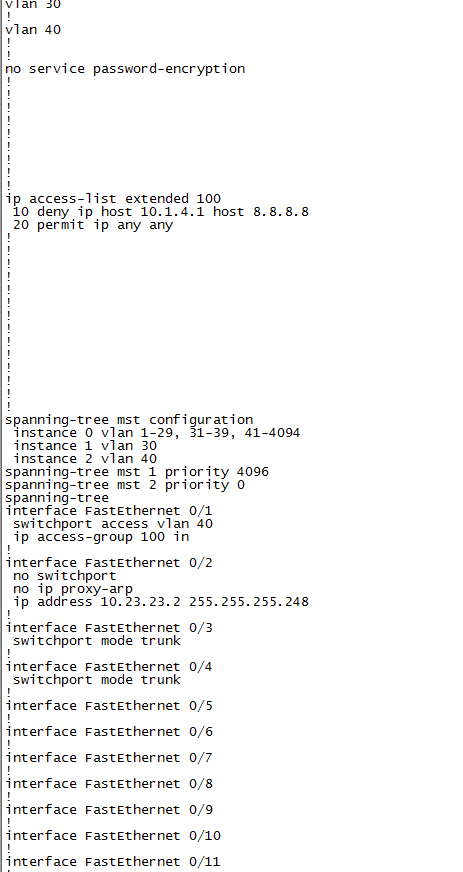 vlan 30
!
vlan 40
!
!
no service password-encryption
!
!
!
!
!
!
!
!
!
ip access-list extended 100
 10 deny ip host 10.1.4.1 host 8.8.8.8
 20 permit ip any any
!
!
!
!
!
!
!
!
!
!
!
!
!
!
spanning-tree mst configuration
 instance 0 vlan 1-29, 31-39, 41-4094
 instance 1 vlan 30
 instance 2 vlan 40
spanning-tree mst 1 priority 4096
spanning-tree mst 2 priority 0
spanning-tree
interface FastEthernet 0/1
 switchport access vlan 40
 ip access-group 100 in
!
interface FastEthernet 0/2
 no switchport
 no ip proxy-arp
 ip address 10.23.23.2 255.255.255.248
!
interface FastEthernet 0/3
 switchport mode trunk
!
interface FastEthernet 0/4
 switchport mode trunk
!
interface FastEthernet 0/5
!
interface FastEthernet 0/6
!
interface FastEthernet 0/7
!
interface FastEthernet 0/8
!
interface FastEthernet 0/9
!
interface FastEthernet 0/10
!
interface FastEthernet 0/11
!